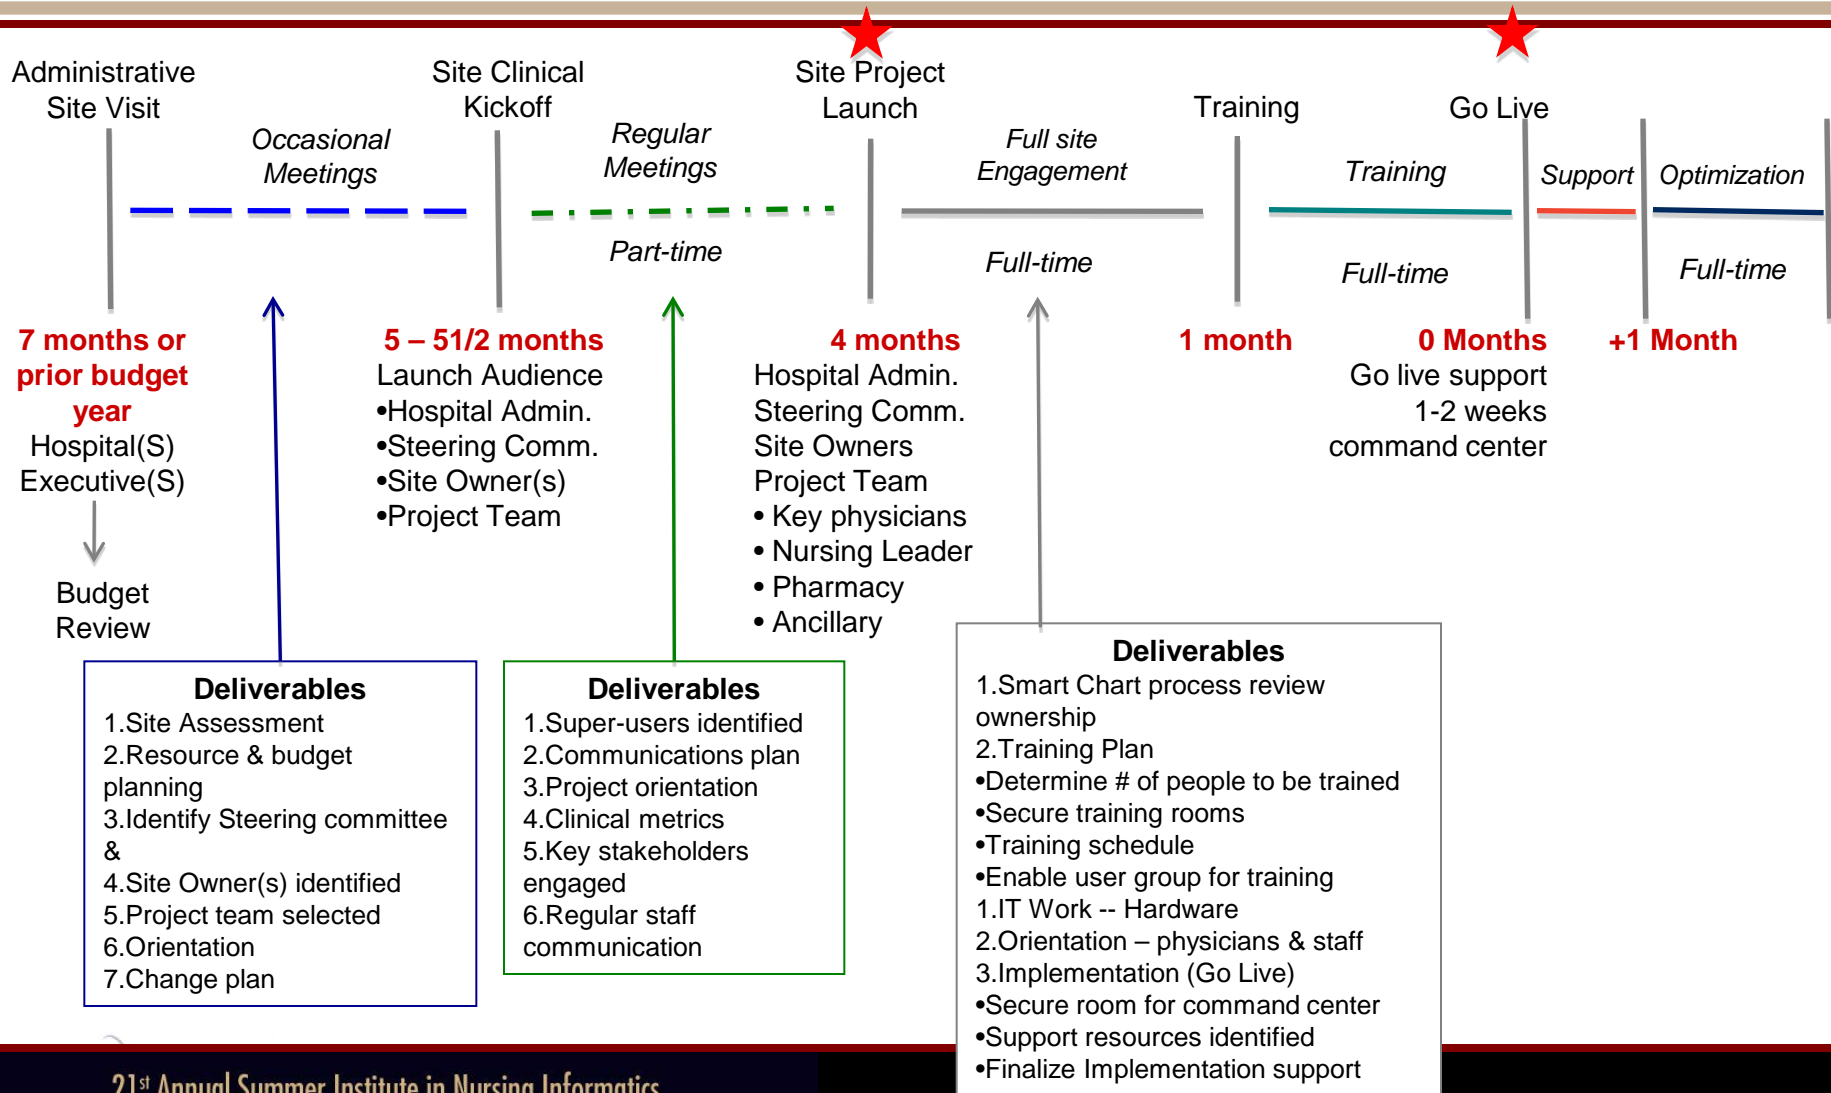 Administrative
Site Visit
Site Clinical
Kickoff
Site Project
Launch
Training
Go Live
Occasional
Meetings
Regular
Meetings
Full site
Engagement
Training
Support
Optimization
Part-time
Full-time
Full-time
Full-time
7 months or
prior budget
year
Hospital(S)
Executive(S)
Budget
Review
5 – 51/2 months
Launch Audience
•Hospital Admin.
•Steering Comm.
•Site Owner(s)
•Project Team
4 months
Hospital Admin.
Steering Comm.
Site Owners
Project Team
• Key physicians
• Nursing Leader
• Pharmacy
• Ancillary
1 month
0 Months
Go live support
1-2 weeks
command center
+1 Month
Deliverables
1.Site Assessment
2.Resource & budget
planning
3.Identify Steering committee
&
4.Site Owner(s) identified
5.Project team selected
6.Orientation
7.Change plan
Deliverables
1.Super-users identified
2.Communications plan
3.Project orientation
4.Clinical metrics
5.Key stakeholders
engaged
6.Regular staff
communication
Deliverables
1.Smart Chart process review
ownership
2.Training Plan
•Determine # of people to be trained
•Secure training rooms
•Training schedule
•Enable user group for training
1.IT Work -- Hardware
2.Orientation – physicians & staff
3.Implementation (Go Live)
•Secure room for command center
•Support resources identified
•Finalize Implementation support
21st Annual Summer Institute in Nursing Informatics